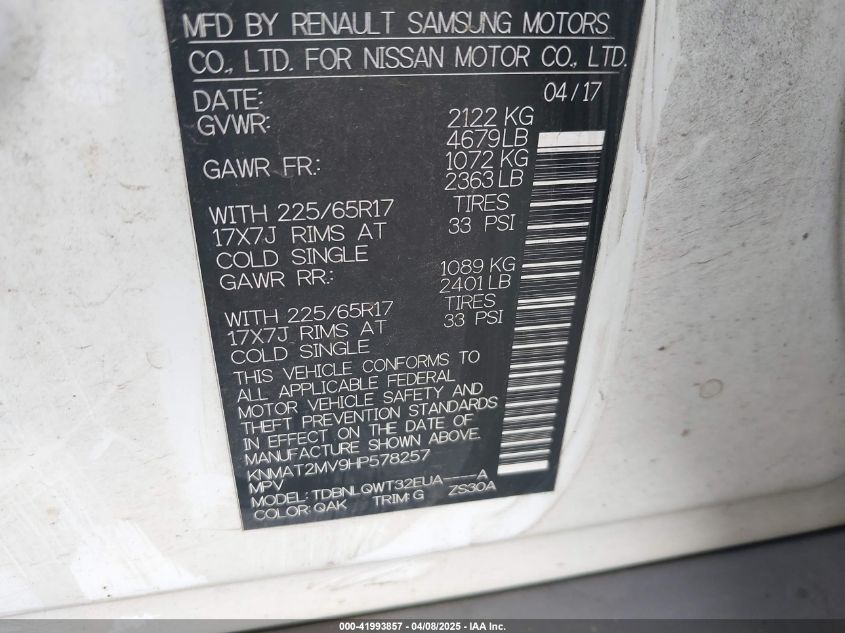 MFD BY RENAULT SAMSUNG MOTORS
CO., LTD. FOR NISSAN MOTOR CO., LTD.
DATE: 04/17
GVWR: 2122 KG
4679 LB
GAWR FR.: 1072 KG
2363 LB
WITH 225/65R17 TIRES
17X7J RIMS AT 33 PSI
COLD SINGLE
GAWR RR.: 1089 KG
2401 LB
WITH 225/65R17 TIRES
17X7J RIMS AT 33 PSI
COLD SINGLE
THIS VEHICLE CONFORMS TO
ALL APPLICABLE FEDERAL
MOTOR VEHICLE SAFETY AND
THEFT PREVENTION STANDARDS
IN EFFECT ON THE DATE OF
MANUFACTURE SHOWN ABOVE.
KNMAT2MV9HP578257
MPV
MODEL: TDBNLQWT32EUA----A
COLOR: QAK TRIM: G ZS30A
000-41993857 - 04/08/2025 - IAA Inc.